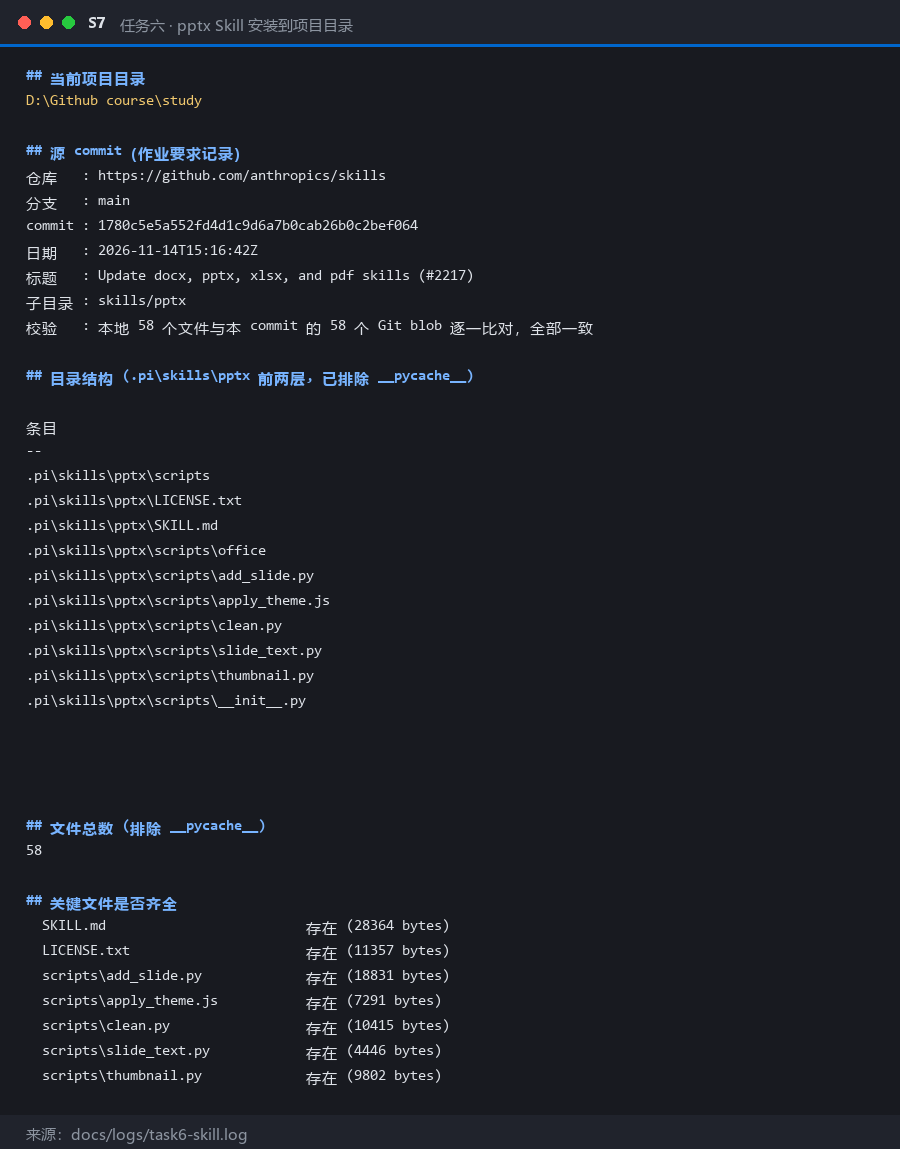 S7 任务六 · pptx Skill 安装到项目目录
## 当前项目目录
D:\Github course\study
## 源 commit (作业要求记录)
仓库 : https://github.com/anthropics/skills
分支 : main
commit : 1780c5e5a552fd4d1c9d6a7b0cab26b0c2bef064
日期 : 2026-11-14T15:16:42Z
标题 : Update docx, pptx, xlsx, and pdf skills (#2217)
子目录 : skills/pptx
校验 : 本地 58 个文件与本 commit 的 58 个 Git blob 逐一比对，全部一致
## 目录结构（.pi\skills\pptx 前两层，已排除 __pycache__）
条目
--
.pi\skills\pptx\scripts
.pi\skills\pptx\LICENSE.txt
.pi\skills\pptx\SKILL.md
.pi\skills\pptx\scripts\office
.pi\skills\pptx\scripts\add_slide.py
.pi\skills\pptx\scripts\apply_theme.js
.pi\skills\pptx\scripts\clean.py
.pi\skills\pptx\scripts\slide_text.py
.pi\skills\pptx\scripts\thumbnail.py
.pi\skills\pptx\scripts\__init__.py
## 文件总数（排除 __pycache__）
58
## 关键文件是否齐全
SKILL.md 存在 (28364 bytes)
LICENSE.txt 存在 (11357 bytes)
scripts\add_slide.py 存在 (18831 bytes)
scripts\apply_theme.js 存在 (7291 bytes)
scripts\clean.py 存在 (10415 bytes)
scripts\slide_text.py 存在 (4446 bytes)
scripts\thumbnail.py 存在 (9802 bytes)
来源：docs/logs/task6-skill.log